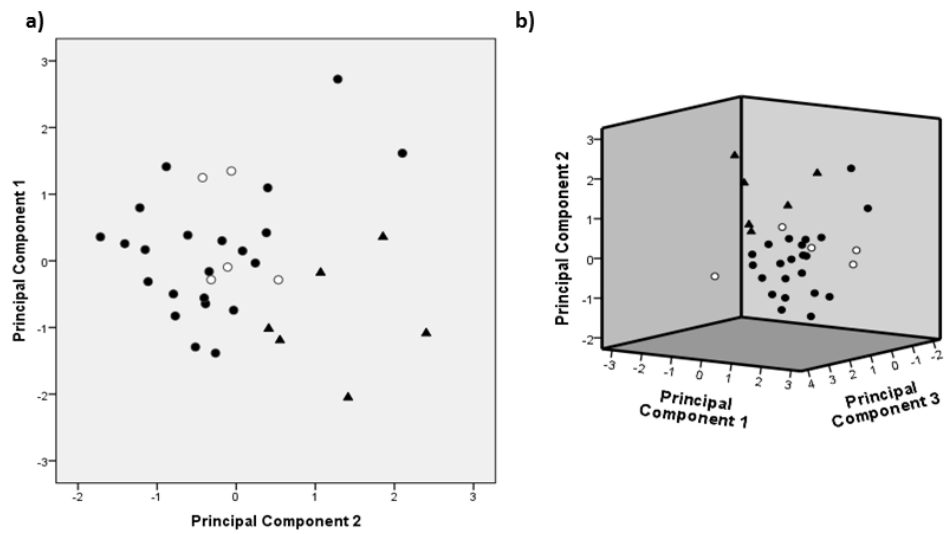 a)
3
2
1
0
-1
-2
-3
Principal Component 1
-2 -1 0 1 2 3
Principal Component 2
b)
3
2
1
0
-1
-2
Principal Component 2
-3 -2 -1 0 1 2 3
Principal
Component 1
4 3 2 1 0 -1 -2
Principal
Component 3